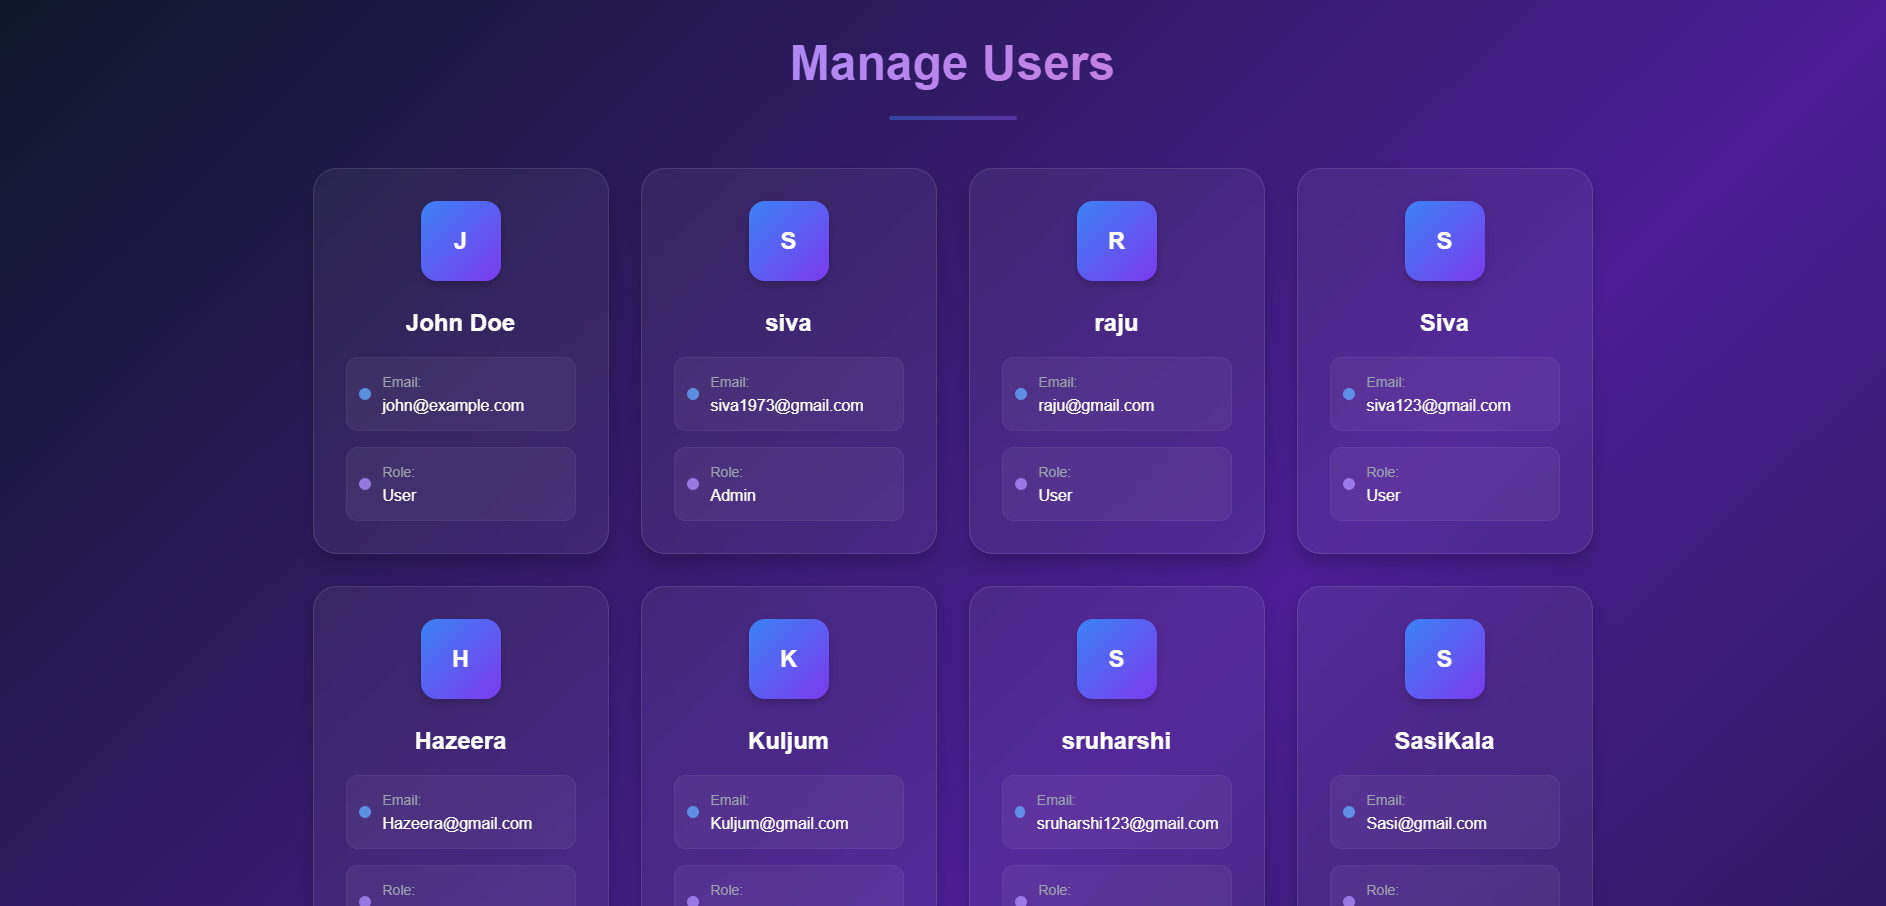 Manage Users
J
John Doe
Email:
john@example.com
Role:
User
S
siva
Email:
siva1973@gmail.com
Role:
Admin
R
raju
Email:
raju@gmail.com
Role:
User
S
Siva
Email:
siva123@gmail.com
Role:
User
H
Hazeera
Email:
Hazeera@gmail.com
Role:
K
Kuljum
Email:
Kuljum@gmail.com
Role:
S
sruharshi
Email:
sruharshi123@gmail.com
Role:
S
SasiKala
Email:
Sasi@gmail.com
Role: